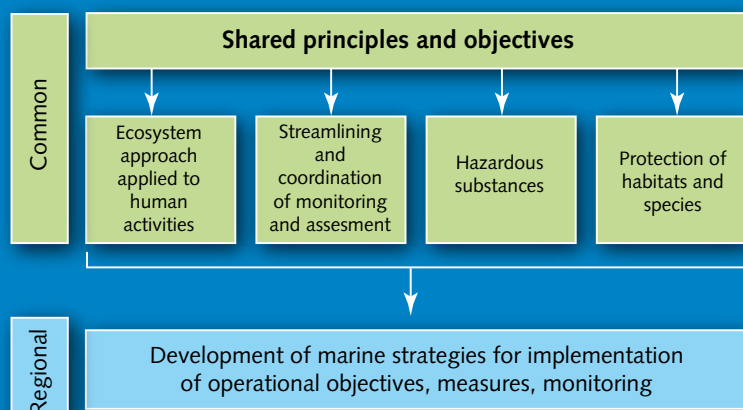 Common
Shared principles and objectives
Ecosystem
approach
applied to
human
activities
Streamlining
and
coordination
of monitoring
and assesment
Hazardous
substances
Protection of
habitats and
species
Regional
Development of marine strategies for implementation
of operational objectives, measures, monitoring